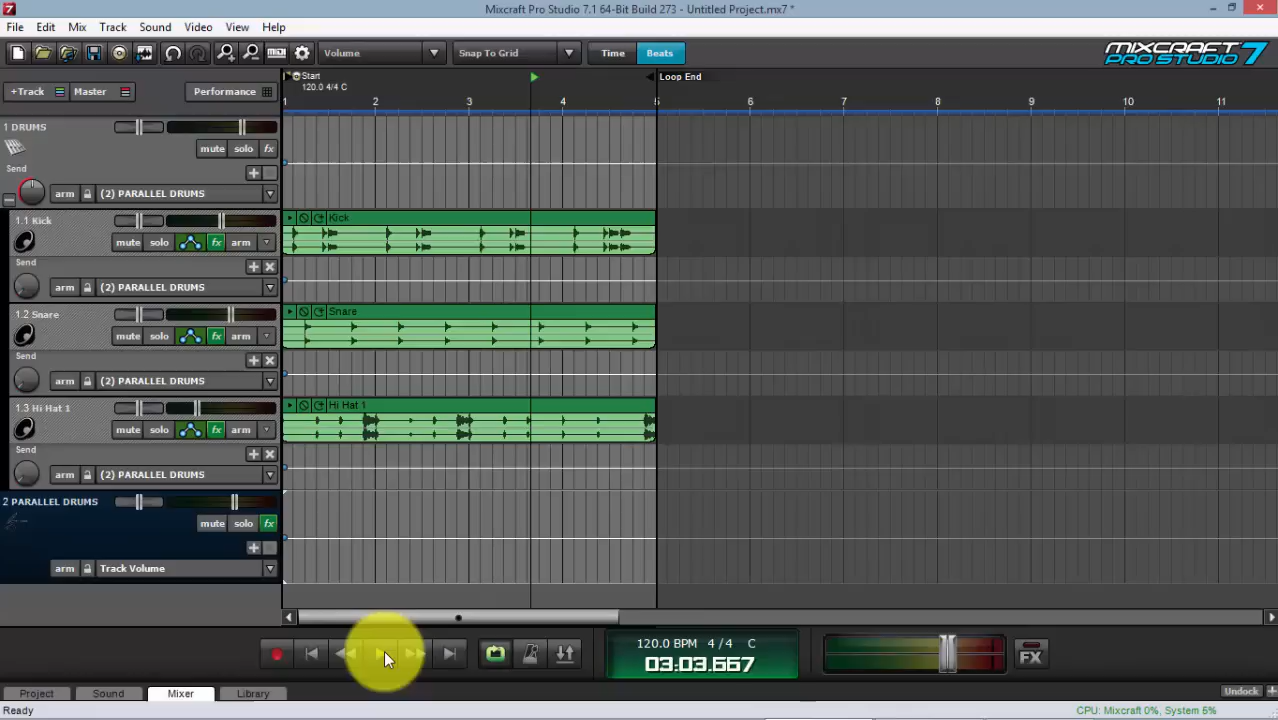 Mixcraft Pro Studio 7.1 64-Bit Build 273 - Untitled Project.mx7 *
File Edit Mix Track Sound Video View Help
Volume Snap To Grid Time Beats MIXCRAFT PRO STUDIO 7
+Track Master Performance
Start
120.0 4/4 C
Loop End
1 2 3 4 5 6 7 8 9 10 11
1 DRUMS
mute solo fx
Send
arm (2) PARALLEL DRUMS
1.1 Kick
Kick
mute solo fx arm
Send
(2) PARALLEL DRUMS
1.2 Snare
Snare
mute solo fx arm
Send
(2) PARALLEL DRUMS
1.3 Hi Hat 1
Hi Hat 1
mute solo fx arm
Send
(2) PARALLEL DRUMS
2 PARALLEL DRUMS
mute solo fx
arm Track Volume
120.0 BPM 4/4 C
03:03.667
FX
Project Sound Mixer Library
Undock
Ready
CPU: Mixcraft 0%, System 6%